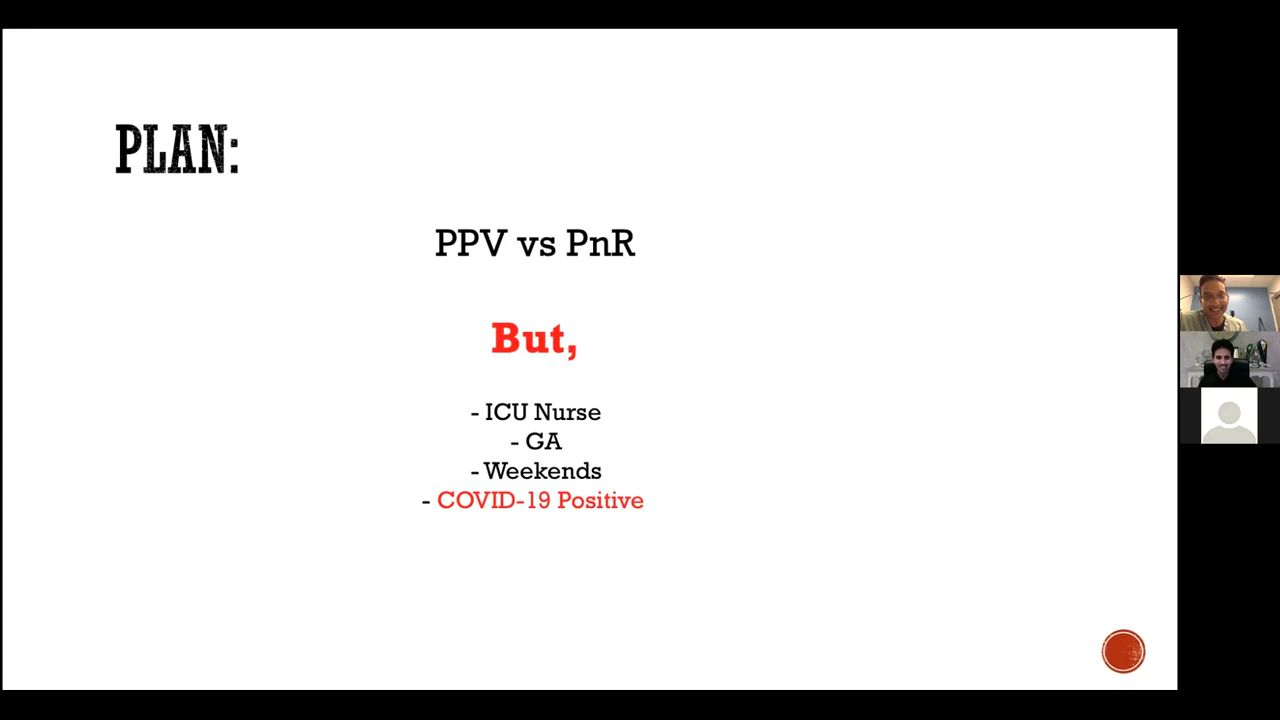 PLAN:
PPV vs PnR
But,
- ICU Nurse
- GA
- Weekends
- COVID-19 Positive